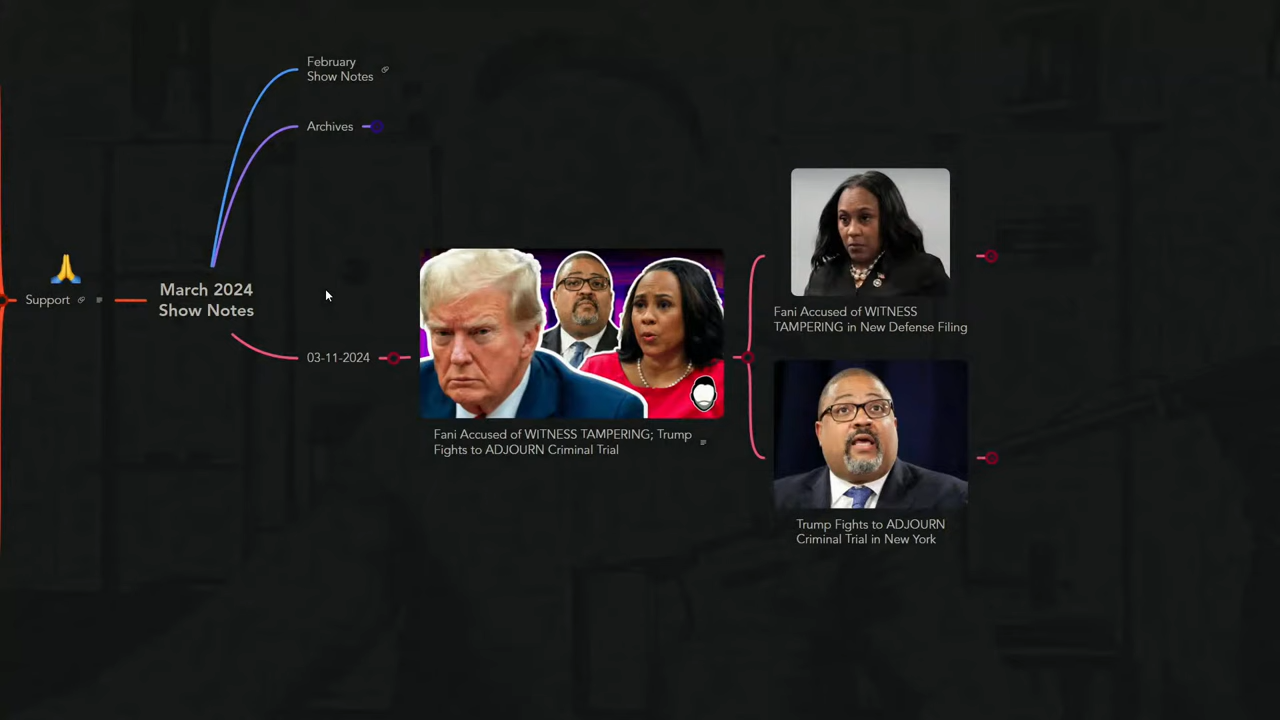 February
Show Notes
Archives
Support
March 2024
Show Notes
03-11-2024
Fani Accused of WITNESS TAMPERING; Trump
Fights to ADJOURN Criminal Trial
Fani Accused of WITNESS
TAMPERING in New Defense Filing
Trump Fights to ADJOURN
Criminal Trial in New York